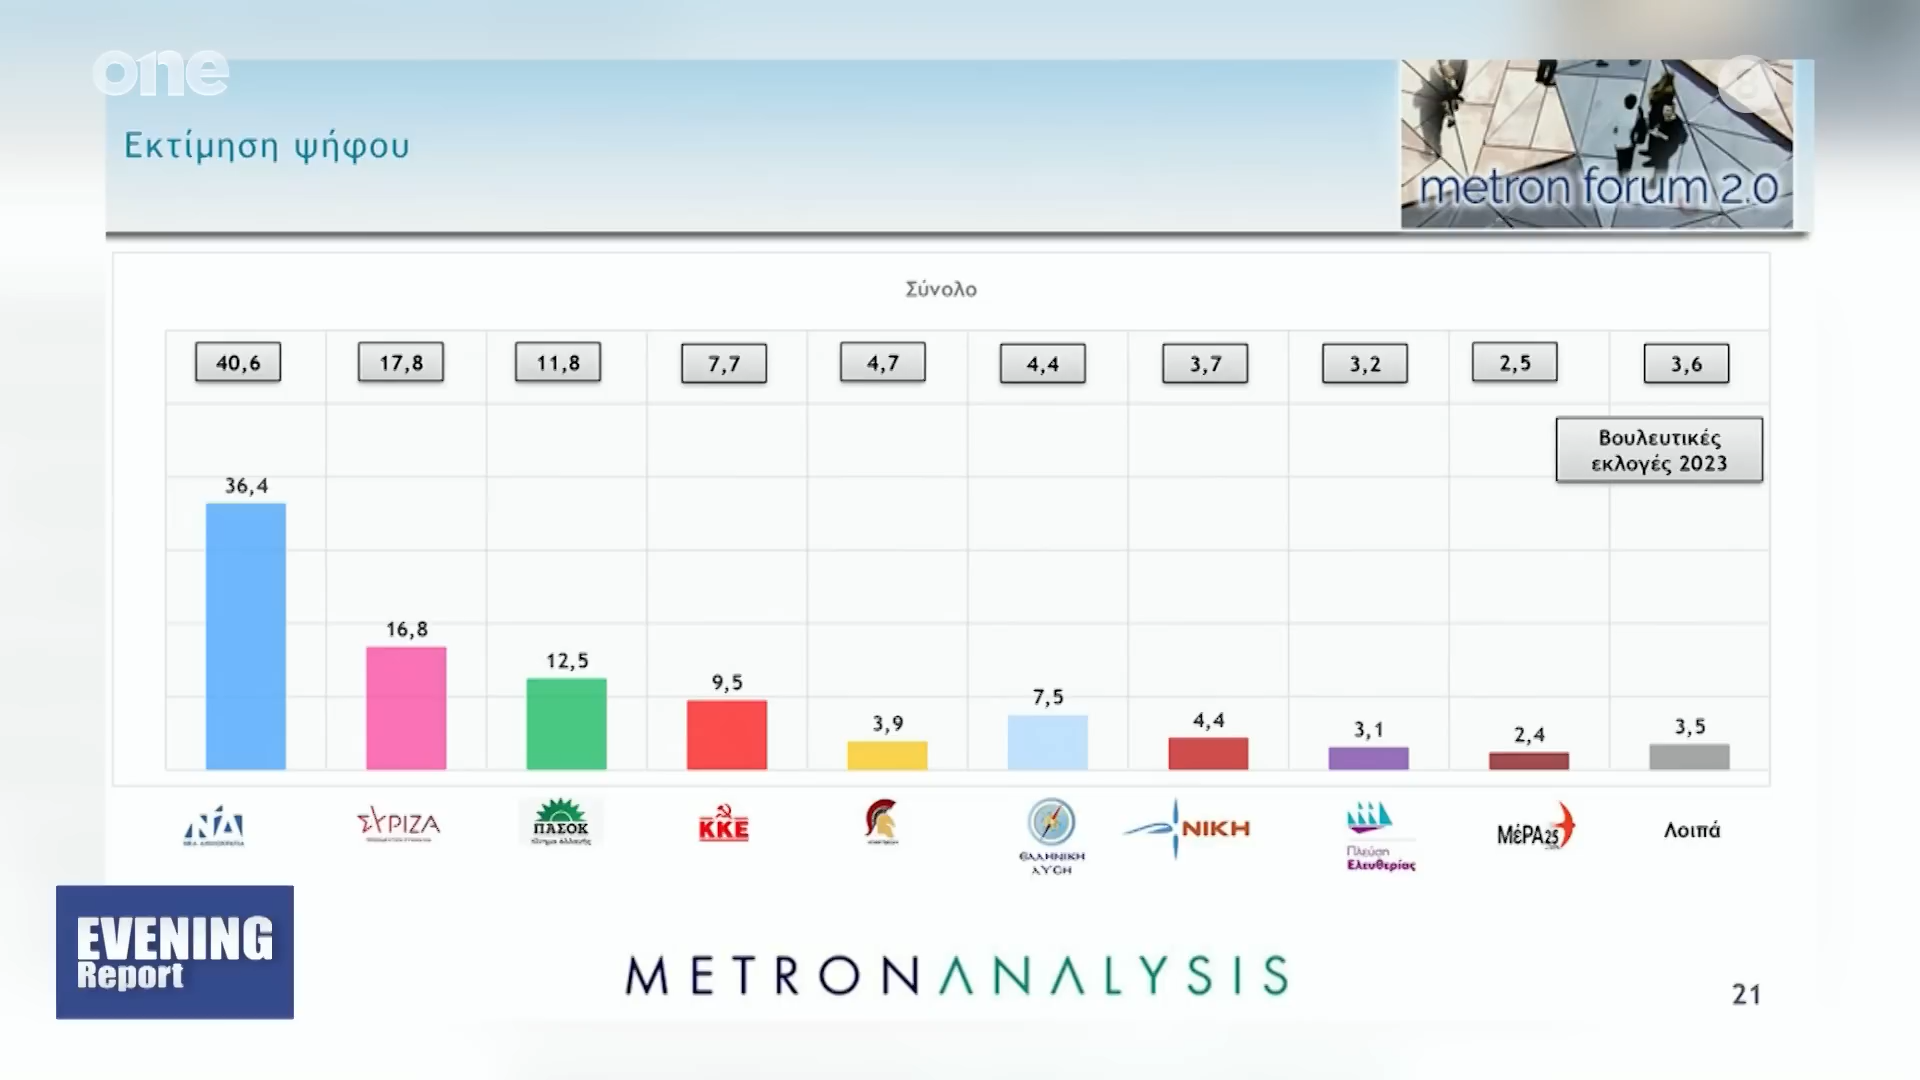 one
Εκτίμηση ψήφου
metron forum 2.0
Σύνολο
40,6 17,8 11,8 7,7 4,7 4,4 3,7 3,2 2,5 3,6
Βουλευτικές
εκλογές 2023
36,4 16,8 12,5 9,5 3,9 7,5 4,4 3,1 2,4 3,5
ΝΔ ΣΥΡΙΖΑ ΠΑΣΟΚ ΚΚΕ ΕΛΛΗΝΙΚΗ ΛΥΣΗ ΝΙΚΗ Πλεύση Ελευθερίας ΜέΡΑ25 Λοιπά
EVENING
Report
METRON ANALYSIS
21